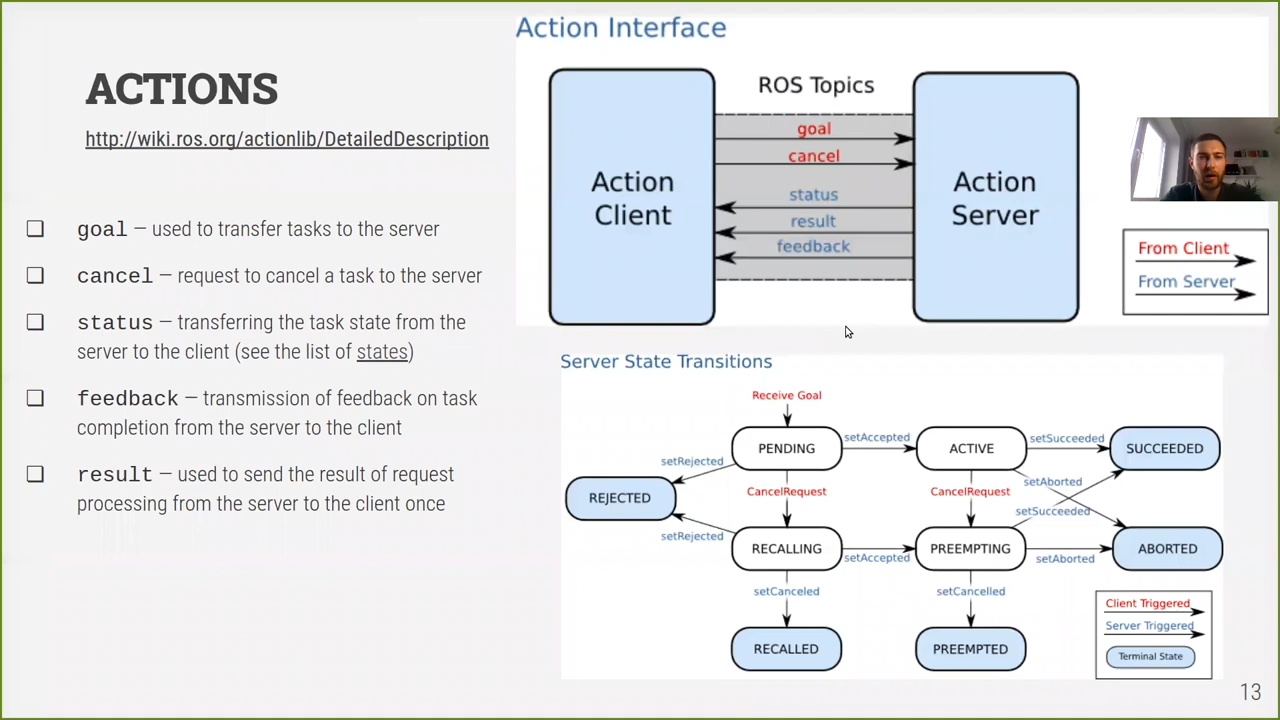 ACTIONS
http://wiki.ros.org/actionlib/DetailedDescription
❏ goal – used to transfer tasks to the server
❏ cancel – request to cancel a task to the server
❏ status – transferring the task state from the
server to the client (see the list of states)
❏ feedback – transmission of feedback on task
completion from the server to the client
❏ result – used to send the result of request
processing from the server to the client once
Action Interface
ROS Topics
Action
Client
goal
cancel
status
result
feedback
Action
Server
From Client
From Server
Server State Transitions
Receive Goal
PENDING
setAccepted
ACTIVE
setSucceeded
SUCCEEDED
setRejected
REJECTED
CancelRequest
CancelRequest
setAborted
setSucceeded
setRejected
RECALLING
setAccepted
PREEMPTING
setAborted
ABORTED
setCanceled
setCancelled
RECALLED
PREEMPTED
Client Triggered
Server Triggered
Terminal State
13